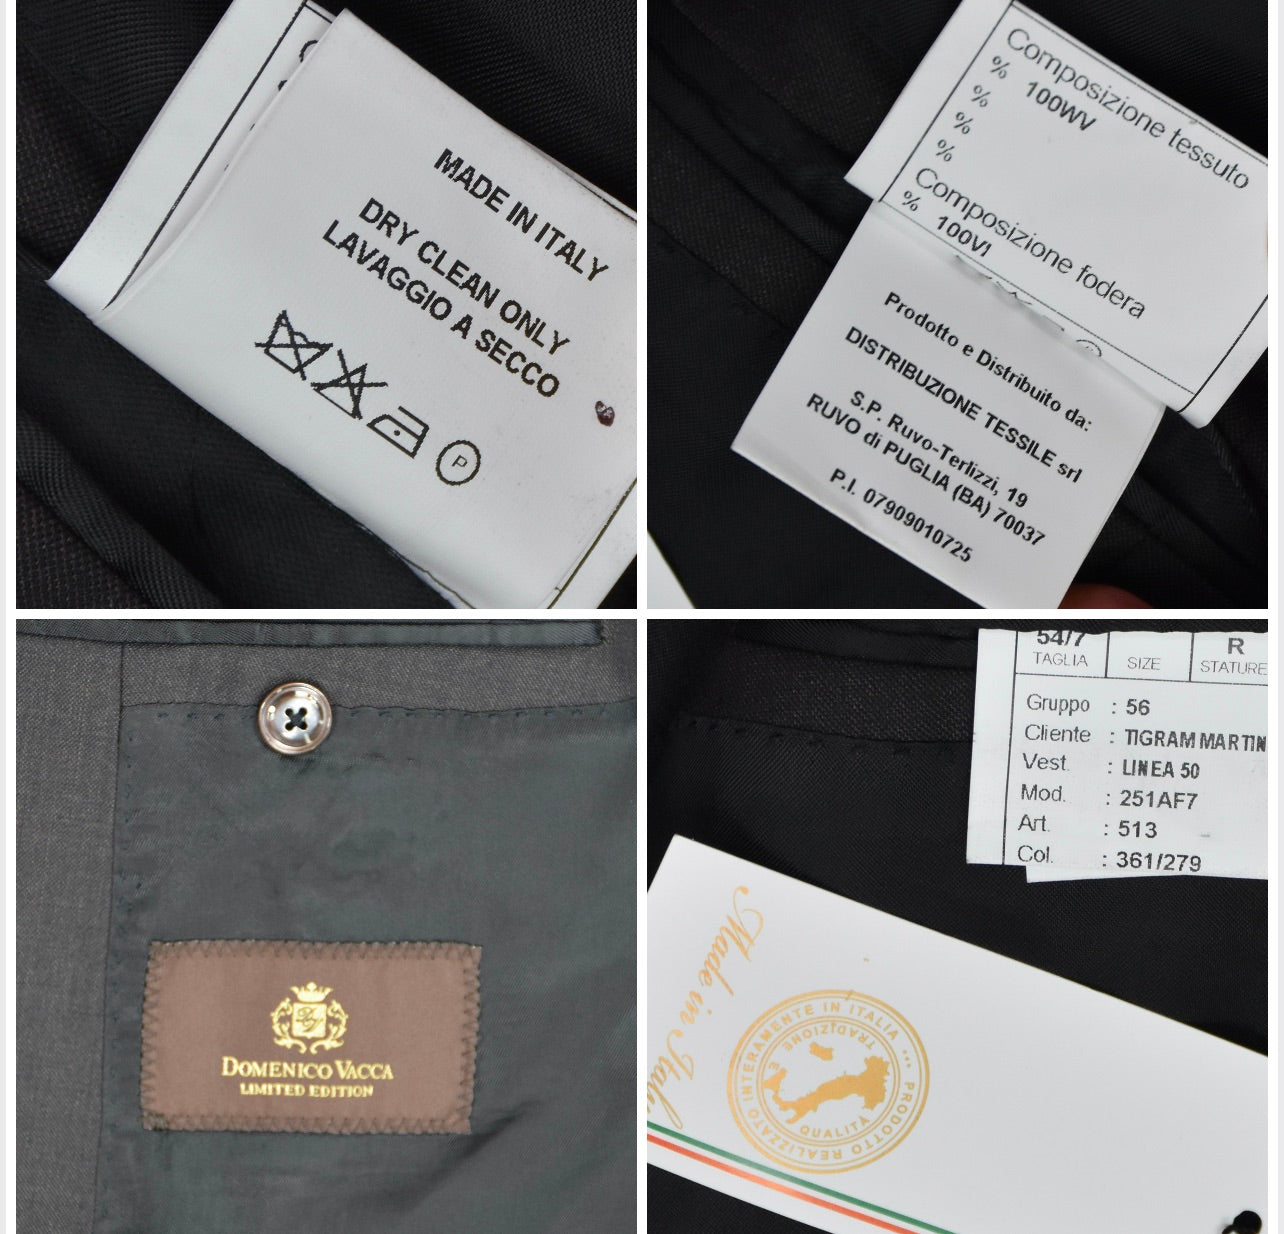 MADE IN ITALY
DRY CLEAN ONLY
LAVAGGIO A SECCO
P
Composizione tessuto
% 100WV
%
%
%
Composizione fodera
% 100VI
Prodotto e Distribuito da:
DISTRIBUZIONE TESSILE srl
S.P. Ruvo-Terlizzi, 19
RUVO di PUGLIA (BA) 70037
P.I. 07909010725
DOMENICO VACCA
LIMITED EDITION
54/7 R
TAGLIA SIZE STATURE
Gruppo : 56
Cliente : TIGRAM MARTIN
Vest. : LINEA 50
Mod. : 251AF7
Art. : 513
Col. : 361/279
Made in Italy
PRODOTTO REALIZZATO INTERAMENTE IN ITALIA ...
TRADIZIONE E
QUALITÀ